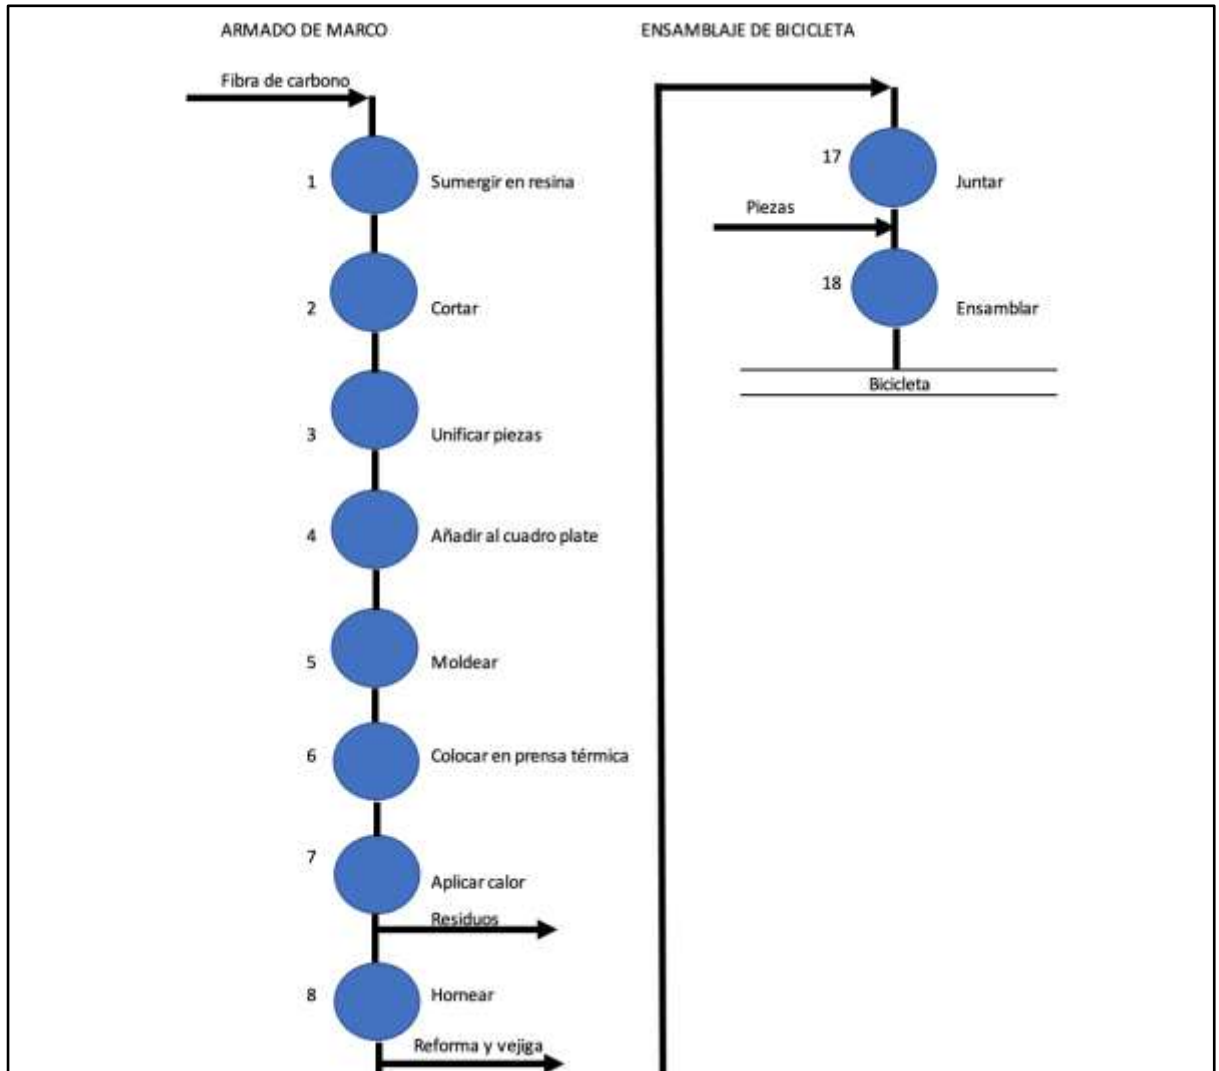 ARMADO DE MARCO
Fibra de carbono
1 Sumergir en resina
2 Cortar
3 Unificar piezas
4 Añadir al cuadro plate
5 Moldear
6 Colocar en prensa térmica
7 Aplicar calor
Residuos
8 Hornear
Reforma y vejiga
ENSAMBLAJE DE BICICLETA
17 Juntar
Piezas
18 Ensamblar
Bicicleta